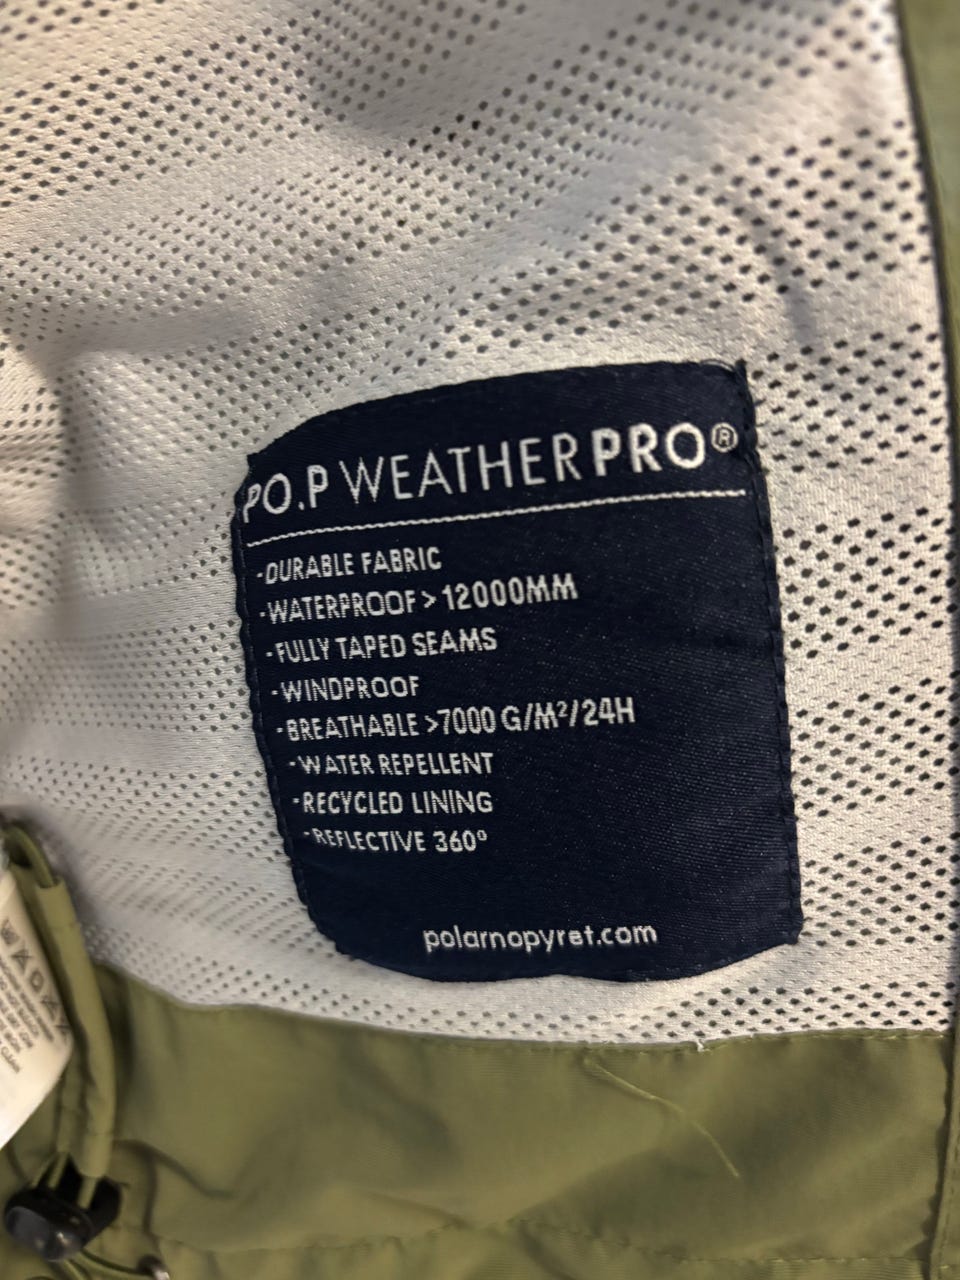 PO.P WEATHERPRO®
-DURABLE FABRIC
-WATERPROOF > 12000MM
-FULLY TAPED SEAMS
-WINDPROOF
-BREATHABLE >7000 G/M²/24H
-WATER REPELLENT
-RECYCLED LINING
-REFLECTIVE 360°
polarnopyret.com